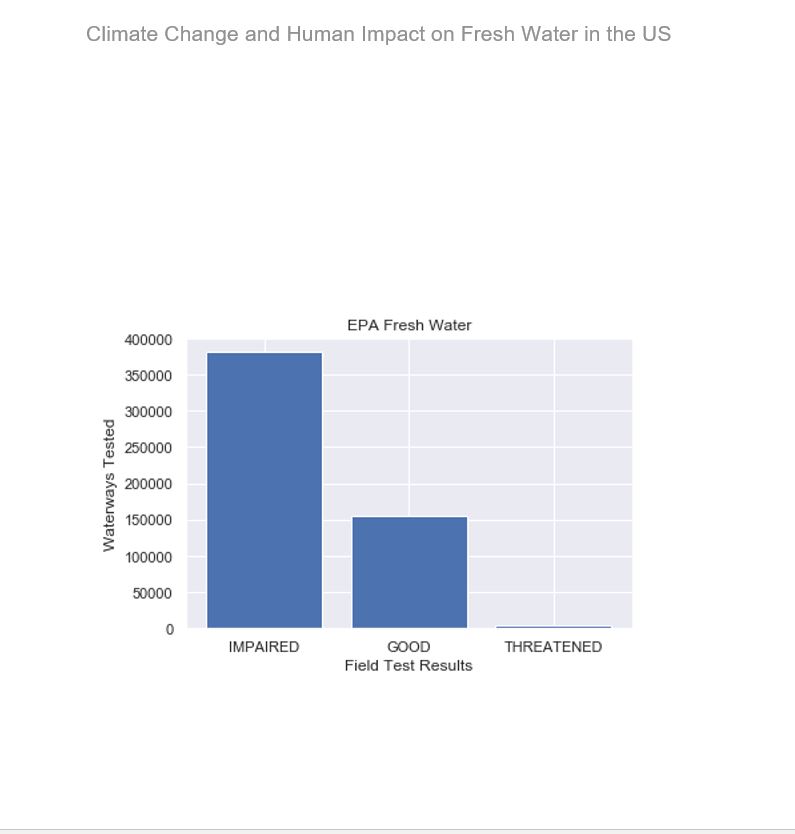 Climate Change and Human Impact on Fresh Water in the US
EPA Fresh Water
400000
350000
300000
250000
200000
150000
100000
50000
0
Waterways Tested
IMPAIRED GOOD THREATENED
Field Test Results